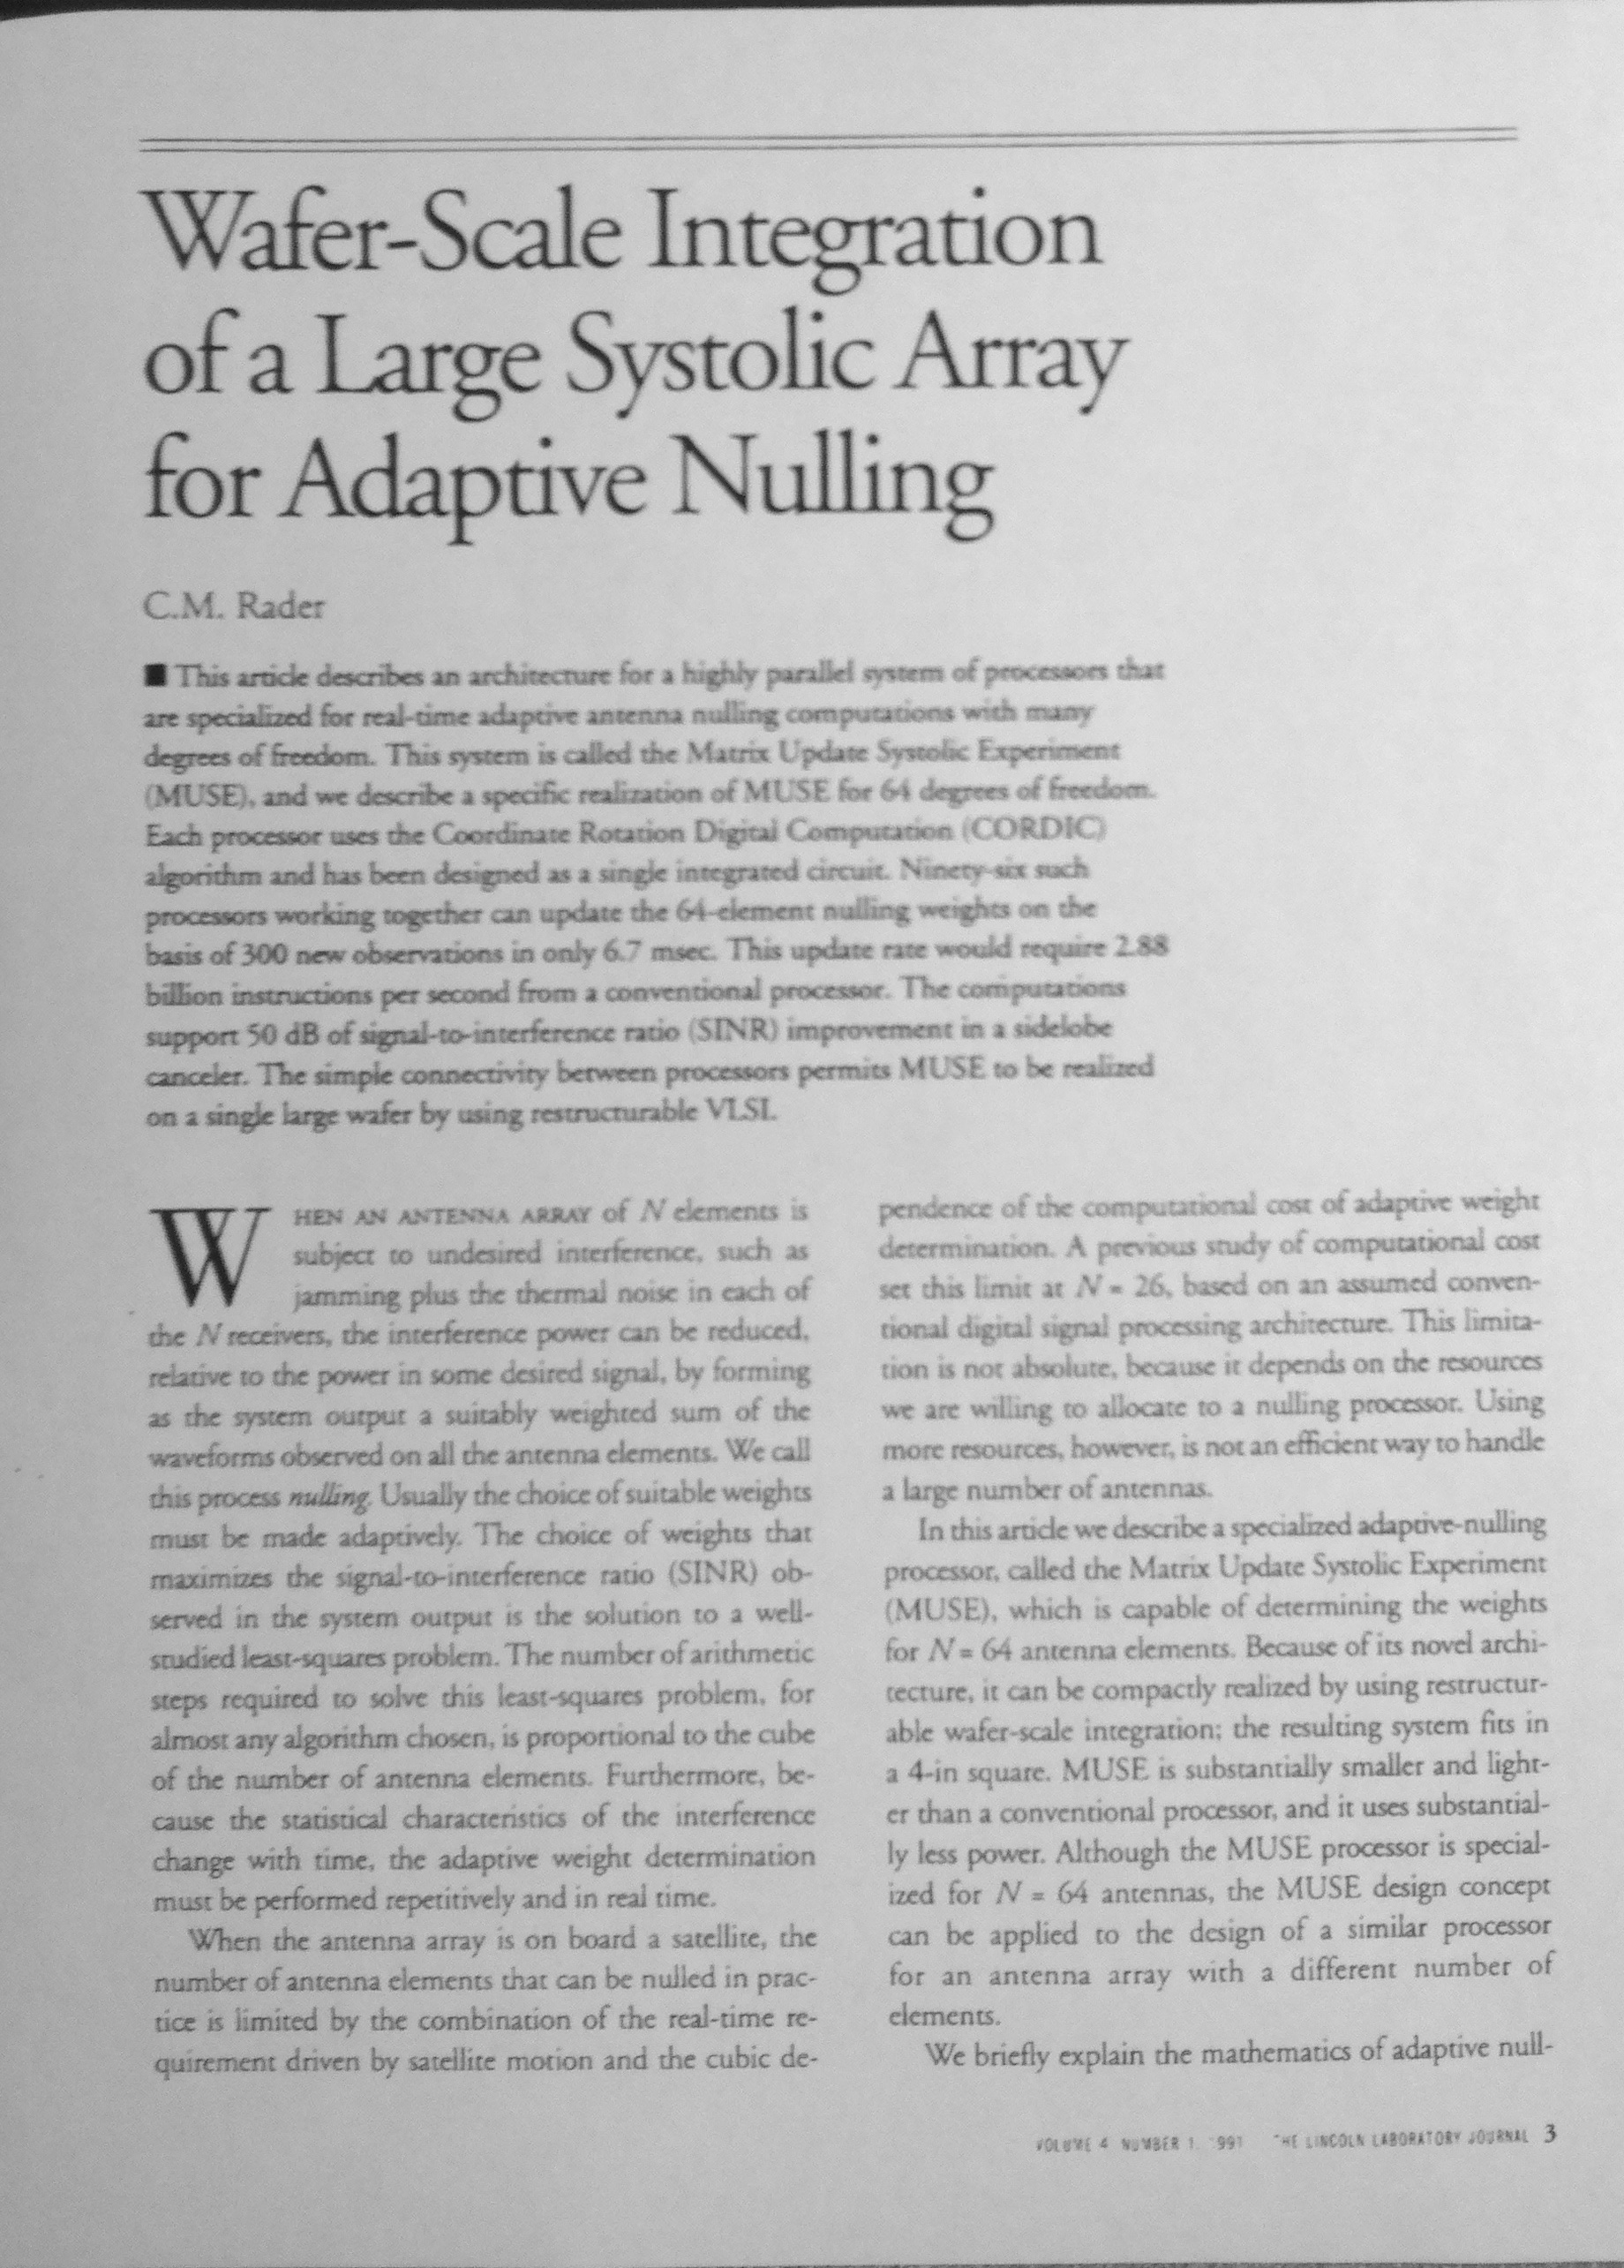 Wafer-Scale Integration
of a Large Systolic Array
for Adaptive Nulling
C.M. Rader
■ This article describes an architecture for a highly parallel system of processors that
are specialized for real-time adaptive antenna nulling computations with many
degrees of freedom. This system is called the Matrix Update Systolic Experiment
(MUSE), and we describe a specific realization of MUSE for 64 degrees of freedom.
Each processor uses the Coordinate Rotation Digital Computation (CORDIC)
algorithm and has been designed as a single integrated circuit. Ninety-six such
processors working together can update the 64-element nulling weights on the
basis of 300 new observations in only 6.7 msec. This update rate would require 2.88
billion instructions per second from a conventional processor. The computations
support 50 dB of signal-to-interference ratio (SINR) improvement in a sidelobe
canceler. The simple connectivity between processors permits MUSE to be realized
on a single large wafer by using restructurable VLSI.
WHEN AN ANTENNA ARRAY of N elements is
subject to undesired interference, such as
jamming plus the thermal noise in each of
the N receivers, the interference power can be reduced,
relative to the power in some desired signal, by forming
as the system output a suitably weighted sum of the
waveforms observed on all the antenna elements. We call
this process nulling. Usually the choice of suitable weights
must be made adaptively. The choice of weights that
maximizes the signal-to-interference ratio (SINR) ob-
served in the system output is the solution to a well-
studied least-squares problem. The number of arithmetic
steps required to solve this least-squares problem, for
almost any algorithm chosen, is proportional to the cube
of the number of antenna elements. Furthermore, be-
cause the statistical characteristics of the interference
change with time, the adaptive weight determination
must be performed repetitively and in real time.
When the antenna array is on board a satellite, the
number of antenna elements that can be nulled in prac-
tice is limited by the combination of the real-time re-
quirement driven by satellite motion and the cubic de-
pendence of the computational cost of adaptive weight
determination. A previous study of computational cost
set this limit at N = 26, based on an assumed conven-
tional digital signal processing architecture. This limita-
tion is not absolute, because it depends on the resources
we are willing to allocate to a nulling processor. Using
more resources, however, is not an efficient way to handle
a large number of antennas.
In this article we describe a specialized adaptive-nulling
processor, called the Matrix Update Systolic Experiment
(MUSE), which is capable of determining the weights
for N = 64 antenna elements. Because of its novel archi-
tecture, it can be compactly realized by using restructur-
able wafer-scale integration; the resulting system fits in
a 4-in square. MUSE is substantially smaller and light-
er than a conventional processor, and it uses substantial-
ly less power. Although the MUSE processor is special-
ized for N = 64 antennas, the MUSE design concept
can be applied to the design of a similar processor
for an antenna array with a different number of
elements.
We briefly explain the mathematics of adaptive null-
VOLUME 4 NUMBER 1, 1991 THE LINCOLN LABORATORY JOURNAL 3